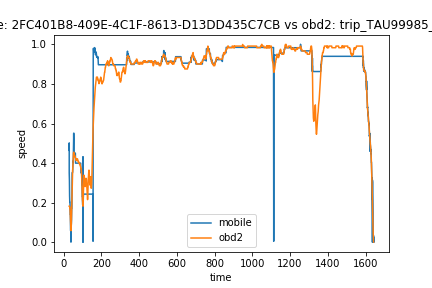 e: 2FC401B8-409E-4C1F-8613-D13DD435C7CB vs obd2: trip_TAU99985_
1.0
0.8
0.6
0.4
0.2
0.0
speed
mobile
obd2
0 200 400 600 800 1000 1200 1400 1600
time